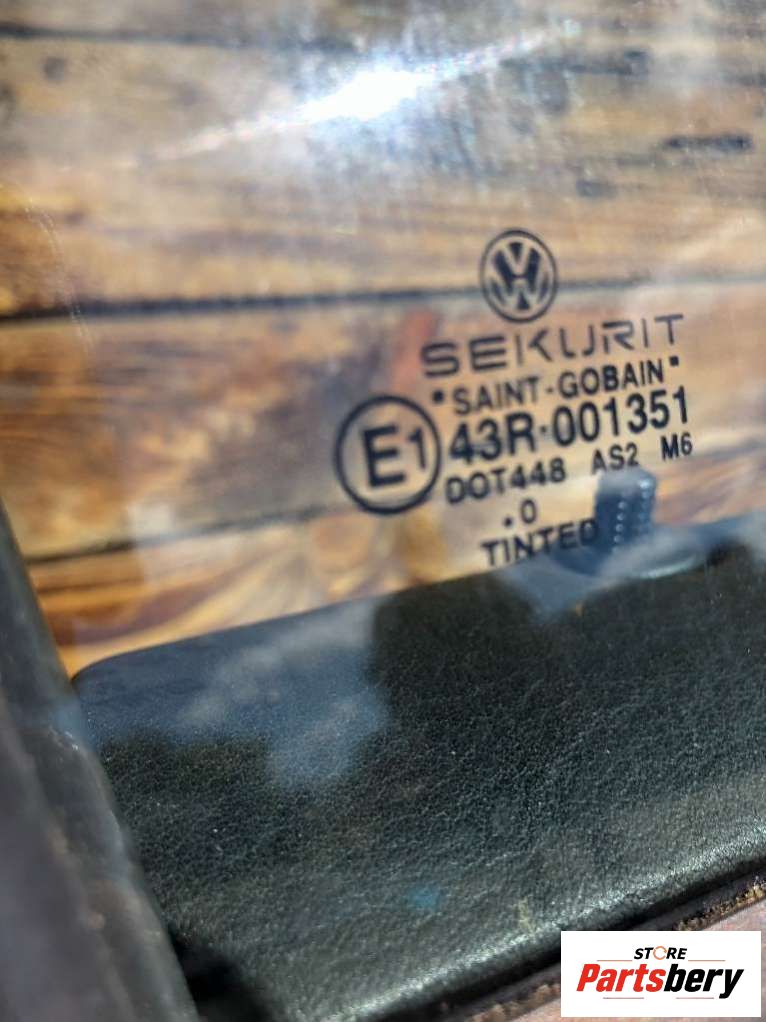 SEKURIT
"SAINT-GOBAIN"
E1 43R-001351
DOT448 AS2 M6
.0
TINTED
STORE
Partsbery